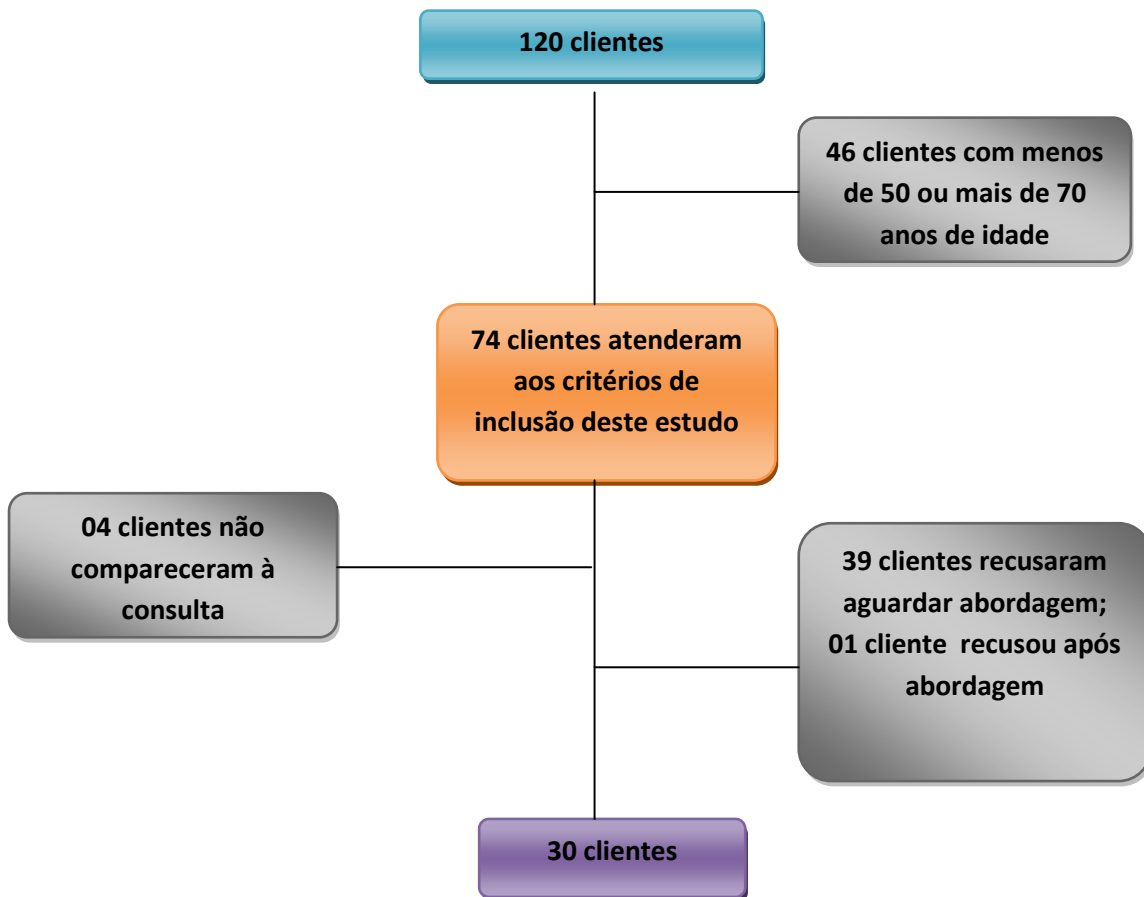 120 clientes
46 clientes com menos
de 50 ou mais de 70
anos de idade
74 clientes atenderam
aos critérios de
inclusão deste estudo
04 clientes não
compareceram à
consulta
39 clientes recusaram
aguardar abordagem;
01 cliente recusou após
abordagem
30 clientes